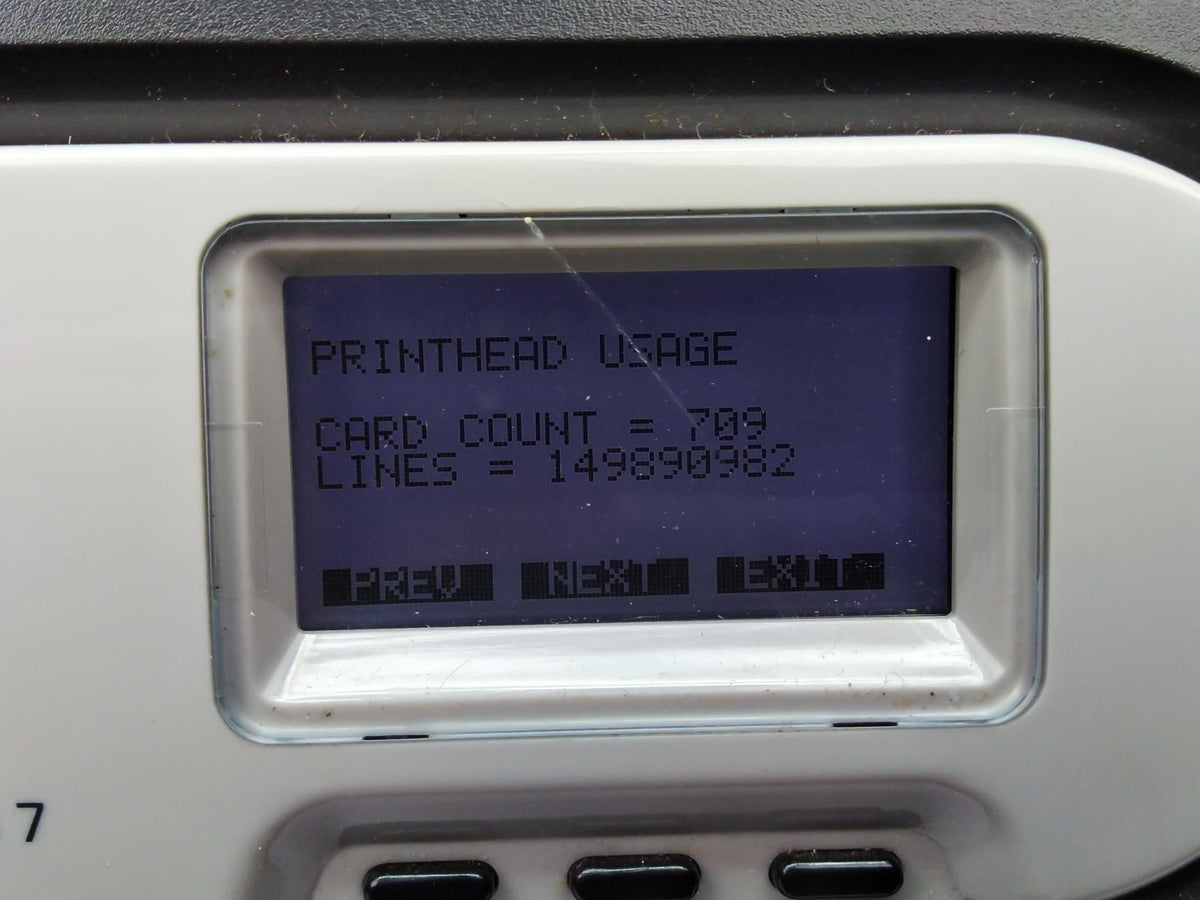 PRINTHEAD USAGE
CARD COUNT = 709
LINES = 149890982
PREV NEXT EXIT
7